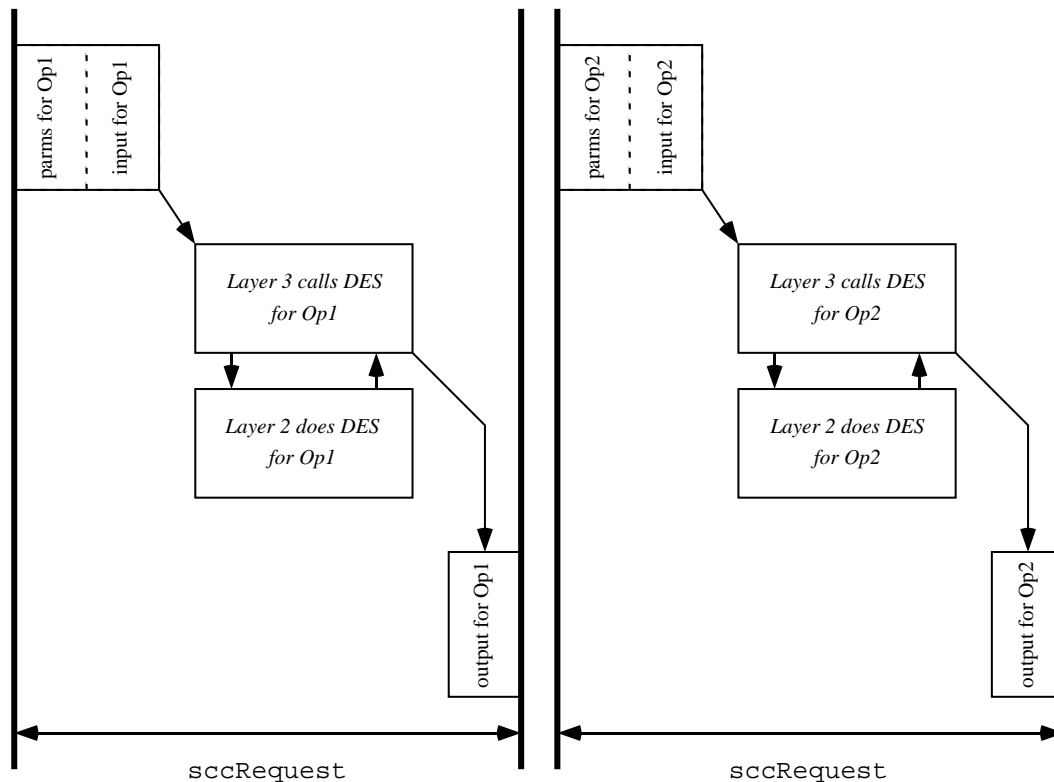 parms for Op1
input for Op1
Layer 3 calls DES
for Op1
Layer 2 does DES
for Op1
output for Op1
sccRequest
parms for Op2
input for Op2
Layer 3 calls DES
for Op2
Layer 2 does DES
for Op2
output for Op2
sccRequest